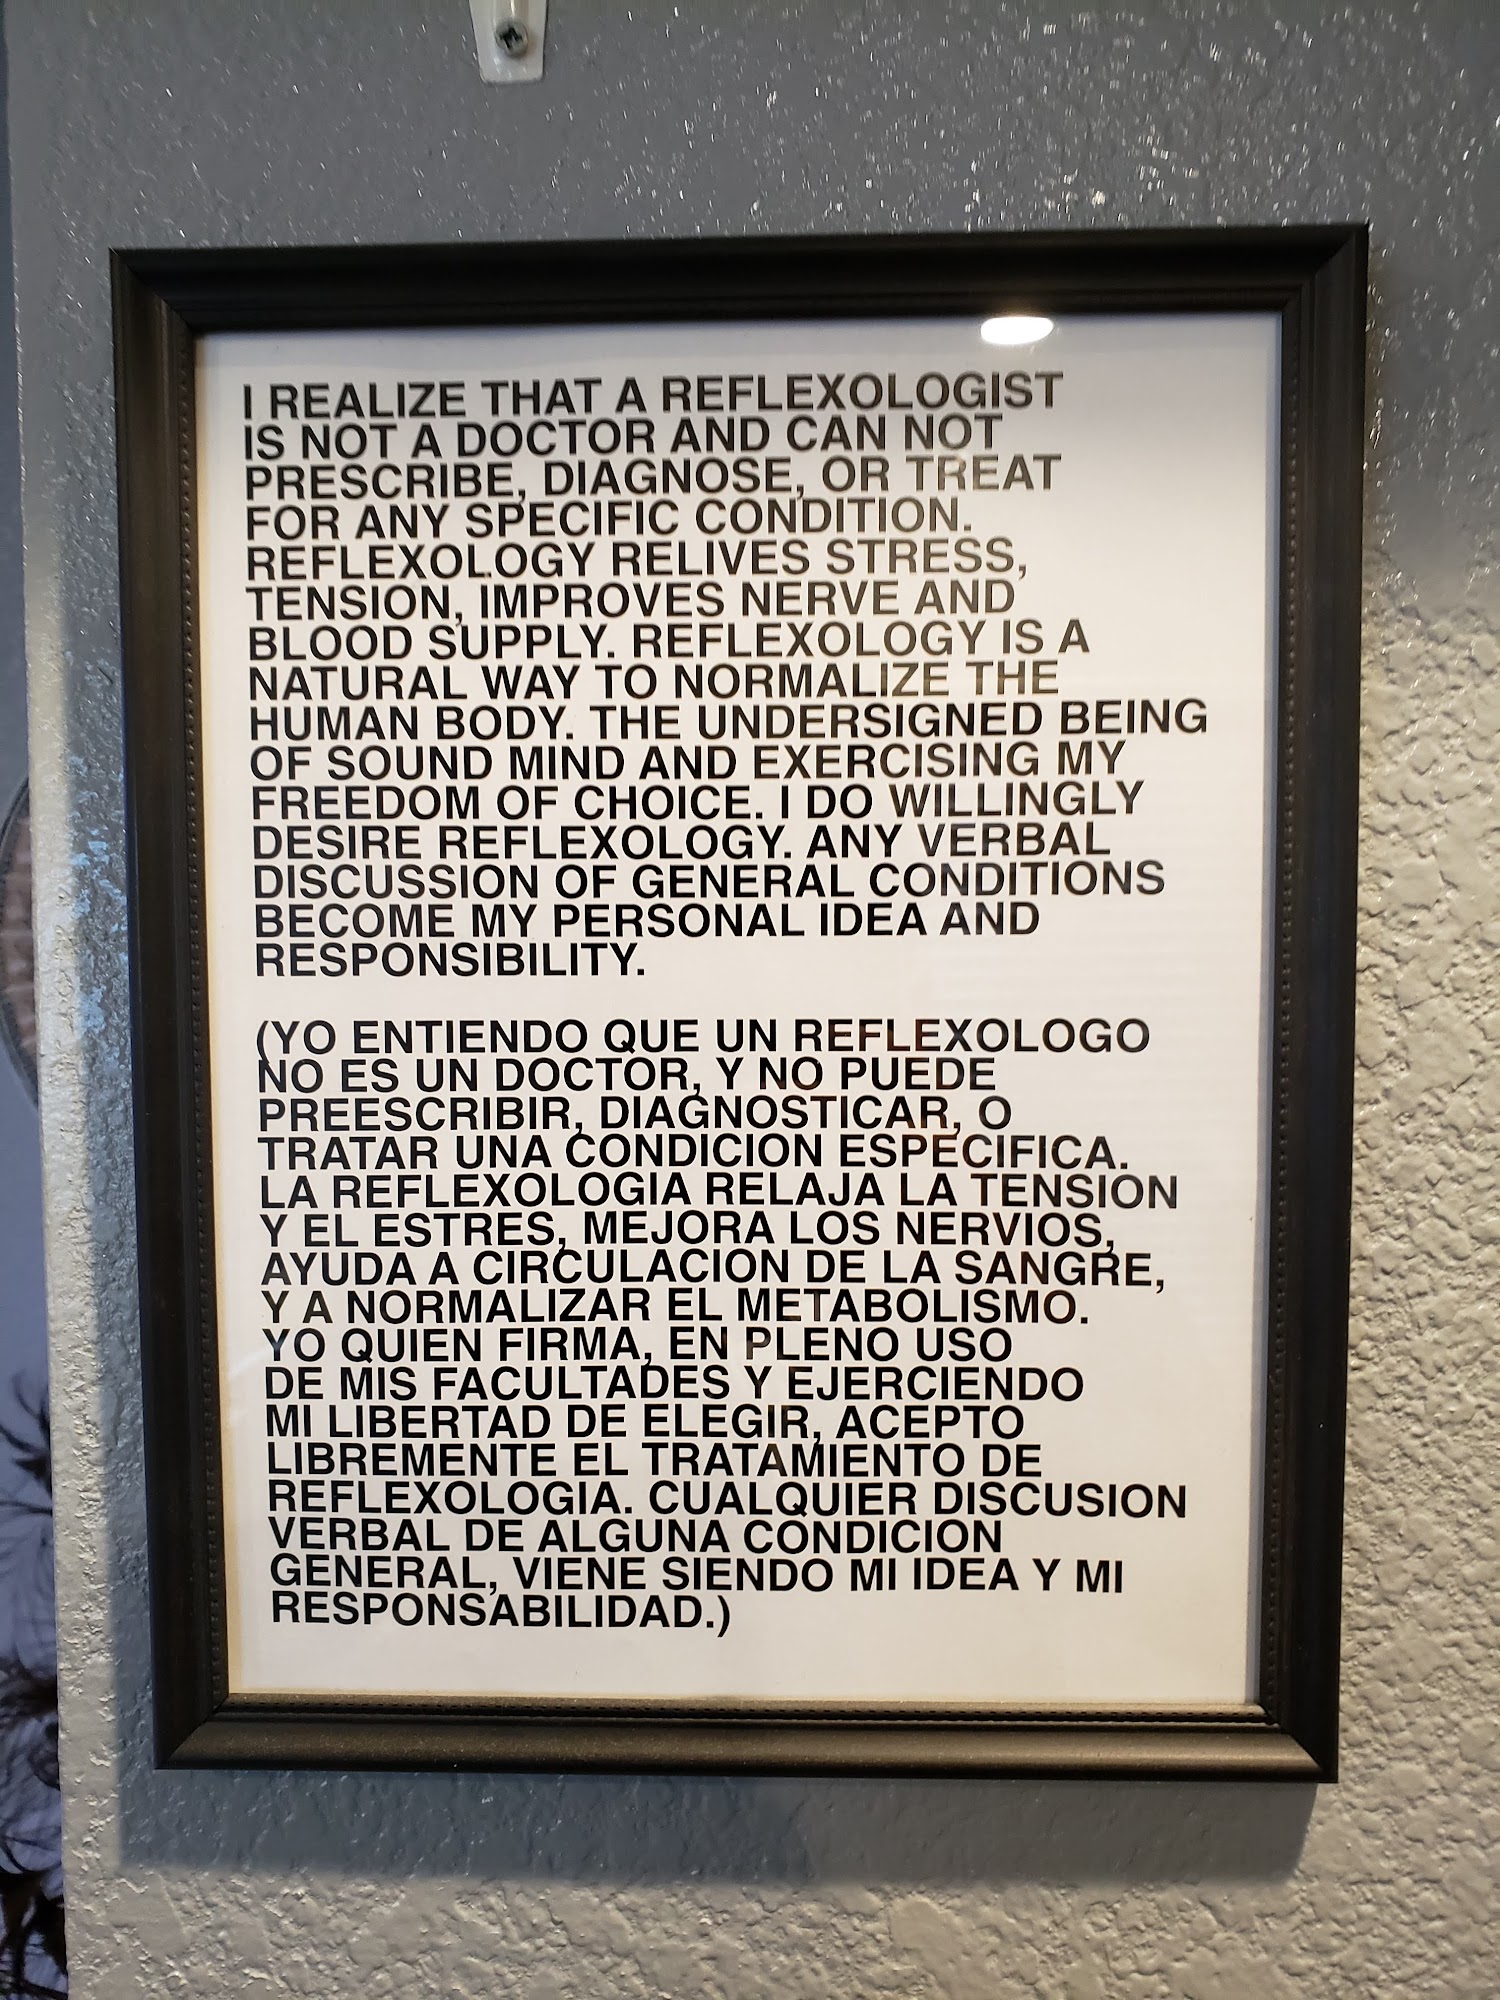 I REALIZE THAT A REFLEXOLOGIST
IS NOT A DOCTOR AND CAN NOT
PRESCRIBE, DIAGNOSE, OR TREAT
FOR ANY SPECIFIC CONDITION.
REFLEXOLOGY RELIVES STRESS,
TENSION, IMPROVES NERVE AND
BLOOD SUPPLY. REFLEXOLOGY IS A
NATURAL WAY TO NORMALIZE THE
HUMAN BODY. THE UNDERSIGNED BEING
OF SOUND MIND AND EXERCISING MY
FREEDOM OF CHOICE. I DO WILLINGLY
DESIRE REFLEXOLOGY. ANY VERBAL
DISCUSSION OF GENERAL CONDITIONS
BECOME MY PERSONAL IDEA AND
RESPONSIBILITY.
(YO ENTIENDO QUE UN REFLEXOLOGO
NO ES UN DOCTOR, Y NO PUEDE
PREESCRIBIR, DIAGNOSTICAR, O
TRATAR UNA CONDICION ESPECIFICA.
LA REFLEXOLOGIA RELAJA LA TENSION
Y EL ESTRES, MEJORA LOS NERVIOS,
AYUDA A CIRCULACION DE LA SANGRE,
Y A NORMALIZAR EL METABOLISMO.
YO QUIEN FIRMA, EN PLENO USO
DE MIS FACULTADES Y EJERCIENDO
MI LIBERTAD DE ELEGIR, ACEPTO
LIBREMENTE EL TRATAMIENTO DE
REFLEXOLOGIA. CUALQUIER DISCUSION
VERBAL DE ALGUNA CONDICION
GENERAL, VIENE SIENDO MI IDEA Y MI
RESPONSABILIDAD.)